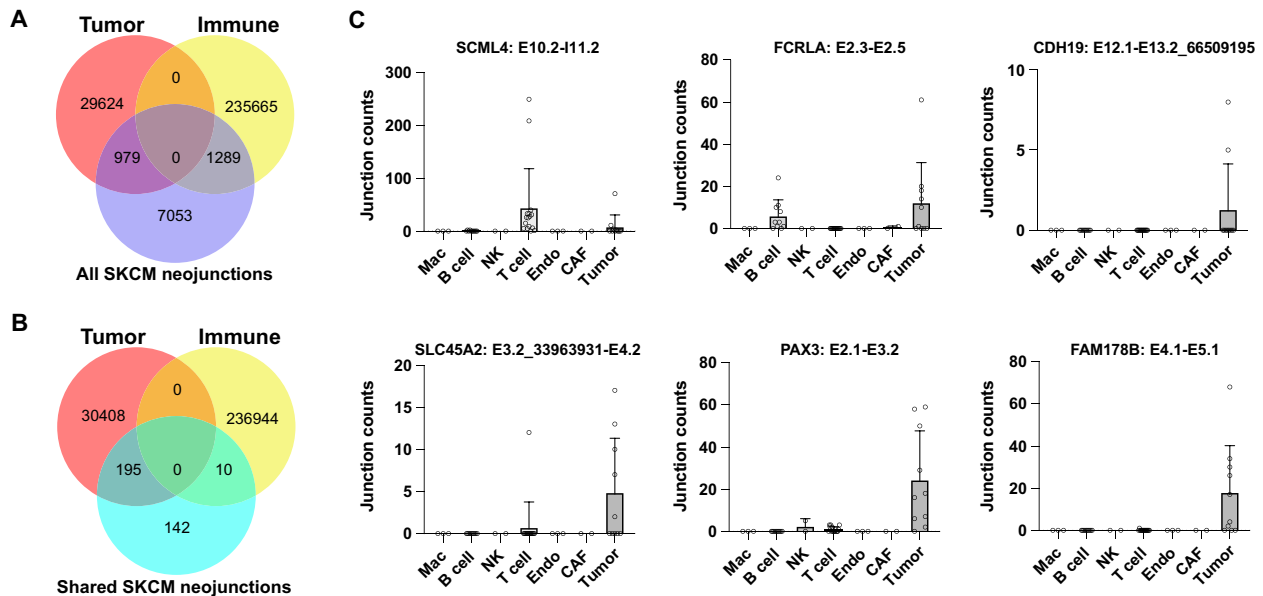 A
Tumor Immune
0
29624 235665
979 0 1289
7053
All SKCM neojunctions
B
Tumor Immune
0
30408 236944
195 0 10
142
Shared SKCM neojunctions
C
SCML4: E10.2-I11.2
Junction counts
300
200
100
0
Mac B cell NK T cell Endo CAF Tumor
FCRLA: E2.3-E2.5
Junction counts
80
60
40
20
0
Mac B cell NK T cell Endo CAF Tumor
CDH19: E12.1-E13.2_66509195
Junction counts
10
5
0
Mac B cell NK T cell Endo CAF Tumor
SLC45A2: E3.2_33963931-E4.2
Junction counts
20
15
10
5
0
Mac B cell NK T cell Endo CAF Tumor
PAX3: E2.1-E3.2
Junction counts
80
60
40
20
0
Mac B cell NK T cell Endo CAF Tumor
FAM178B: E4.1-E5.1
Junction counts
80
60
40
20
0
Mac B cell NK T cell Endo CAF Tumor